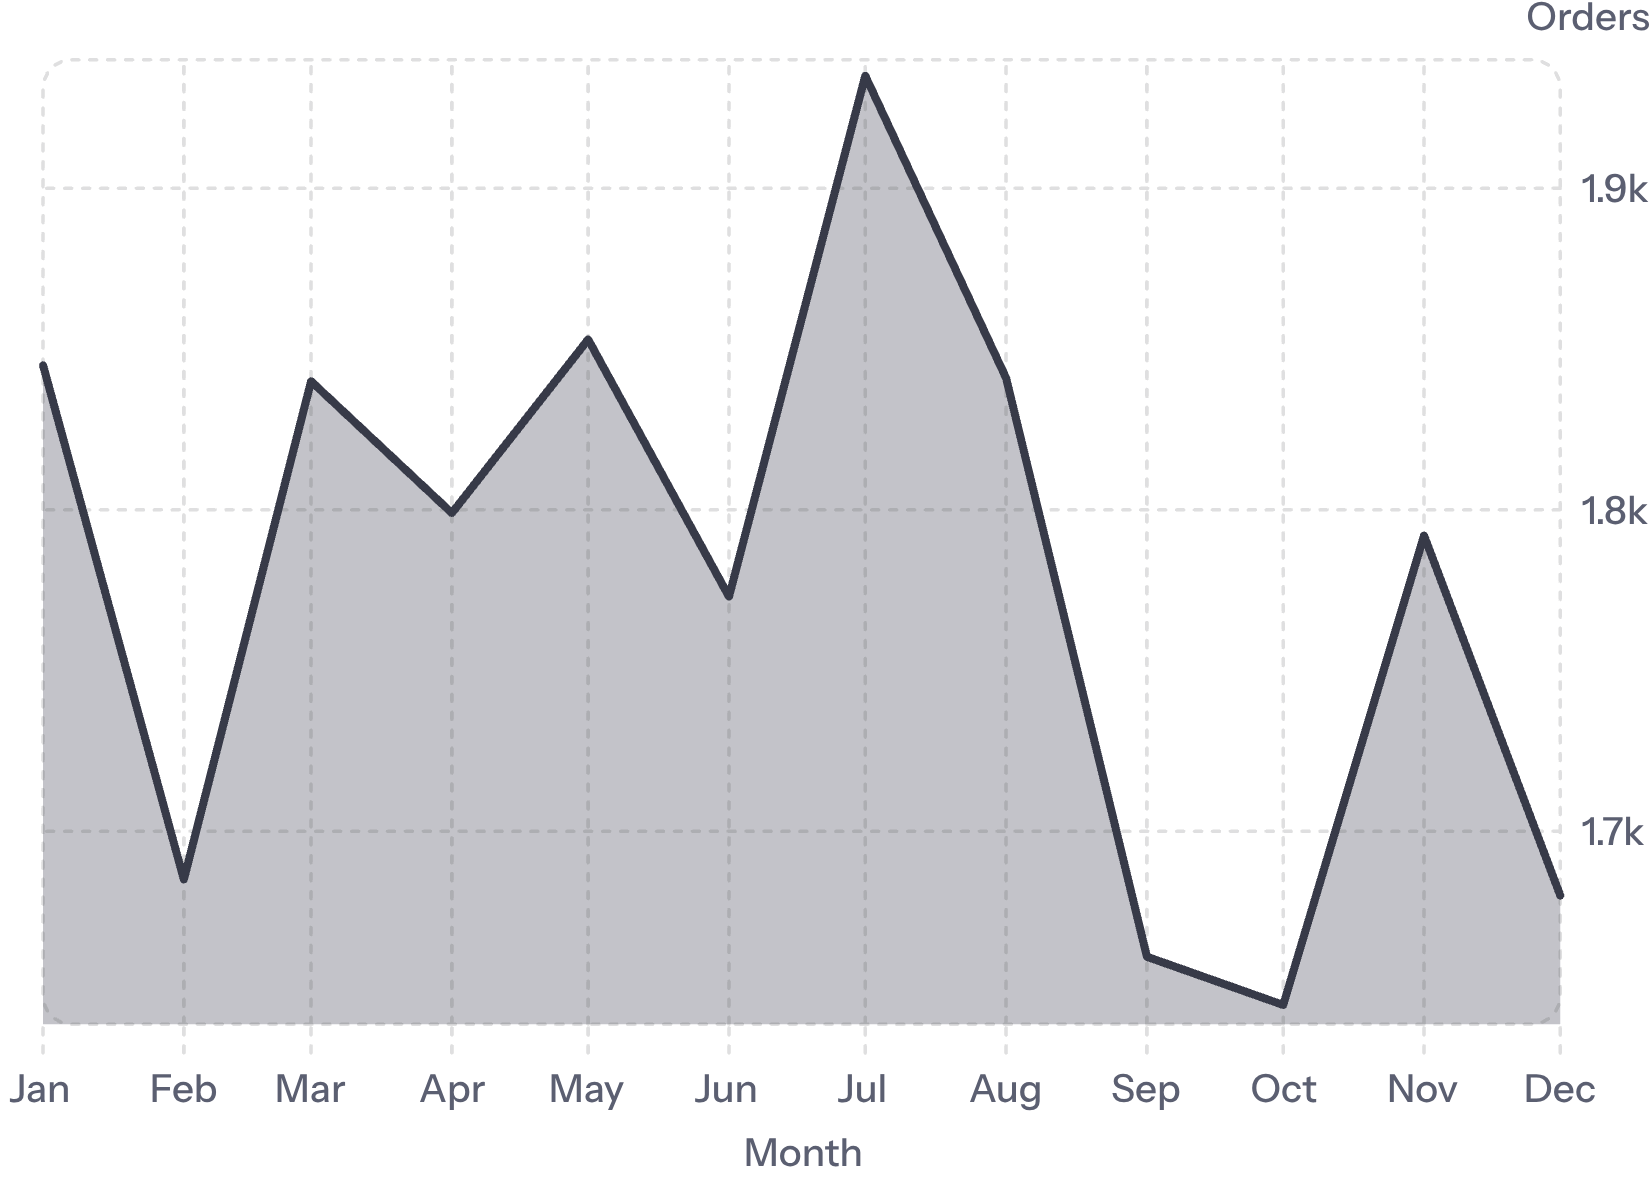 Orders
1.9k
1.8k
1.7k
Jan Feb Mar Apr May Jun Jul Aug Sep Oct Nov Dec
Month